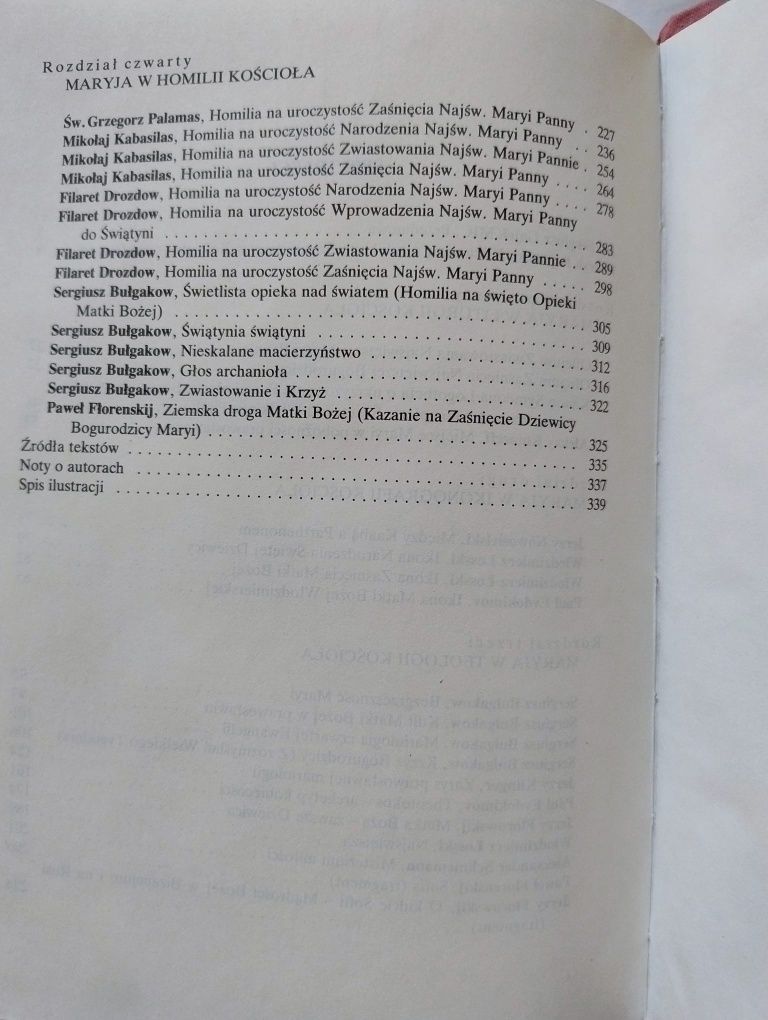 Rozdział czwarty
MARYJA W HOMILII KOŚCIOŁA
Św. Grzegorz Palamas, Homilia na uroczystość Zaśnięcia Najśw. Maryi Panny . 227
Mikołaj Kabasilas, Homilia na uroczystość Narodzenia Najśw. Maryi Panny . . 236
Mikołaj Kabasilas, Homilia na uroczystość Zwiastowania Najśw. Maryi Pannie . 254
Mikołaj Kabasilas, Homilia na uroczystość Zaśnięcia Najśw. Maryi Panny . . . . 264
Filaret Drozdow, Homilia na uroczystość Narodzenia Najśw. Maryi Panny . . . . 278
Filaret Drozdow, Homilia na uroczystość Wprowadzenia Najśw. Maryi Panny
do Świątyni . . . . . . . . . . . . . . . . . . . . . . . . . . . . . . . . . . . 283
Filaret Drozdow, Homilia na uroczystość Zwiastowania Najśw. Maryi Pannie . . 289
Filaret Drozdow, Homilia na uroczystość Zaśnięcia Najśw. Maryi Panny . . . . . 298
Sergiusz Bułgakow, Świetlista opieka nad światem (Homilia na święto Opieki
Matki Bożej) . . . . . . . . . . . . . . . . . . . . . . . . . . . . . . . . . . 305
Sergiusz Bułgakow, Świątynia świątyni . . . . . . . . . . . . . . . . . . . . . . 309
Sergiusz Bułgakow, Nieskalane macierzyństwo . . . . . . . . . . . . . . . . . . 312
Sergiusz Bułgakow, Głos archanioła . . . . . . . . . . . . . . . . . . . . . . . . 316
Sergiusz Bułgakow, Zwiastowanie i Krzyż . . . . . . . . . . . . . . . . . . . . . 322
Paweł Florenskij, Ziemska droga Matki Bożej (Kazanie na Zaśnięcie Dziewicy
Bogurodzicy Maryi) . . . . . . . . . . . . . . . . . . . . . . . . . . . . . . . 325
Źródła tekstów . . . . . . . . . . . . . . . . . . . . . . . . . . . . . . . . . . . 335
Noty o autorach . . . . . . . . . . . . . . . . . . . . . . . . . . . . . . . . . . 337
Spis ilustracji . . . . . . . . . . . . . . . . . . . . . . . . . . . . . . . . . . . 339